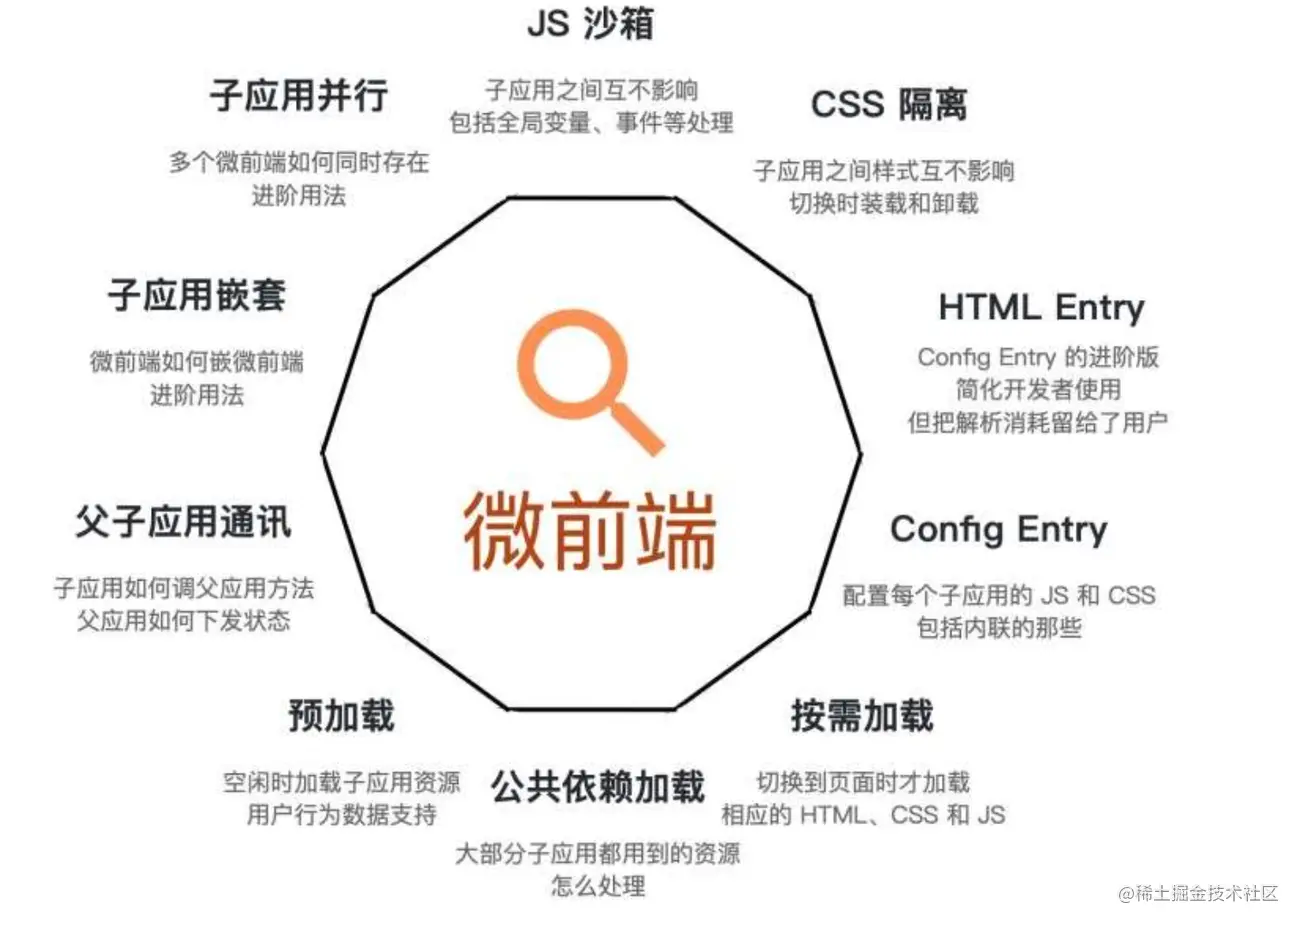 JS 沙箱
子应用之间互不影响
包括全局变量、事件等处理
CSS 隔离
子应用之间样式互不影响
切换时装载和卸载
HTML Entry
Config Entry 的进阶版
简化开发者使用
但把解析消耗留给了用户
Config Entry
配置每个子应用的 JS 和 CSS
包括内联的那些
按需加载
切换到页面时才加载
相应的 HTML、CSS 和 JS
公共依赖加载
大部分子应用都用到的资源
怎么处理
预加载
空闲时加载子应用资源
用户行为数据支持
父子应用通讯
子应用如何调父应用方法
父应用如何下发状态
子应用嵌套
微前端如何嵌微前端
进阶用法
子应用并行
多个微前端如何同时存在
进阶用法
微前端
@稀土掘金技术社区